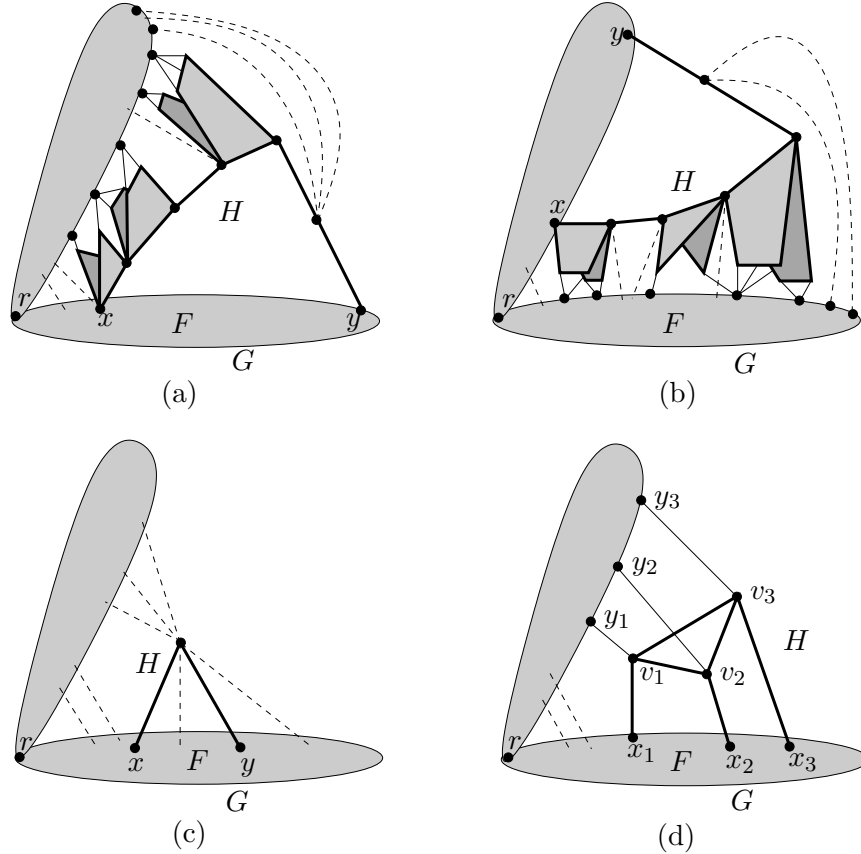 H
r
x
F
y
G
(a)
y
x
H
r
F
G
(b)
H
r
x
F
y
G
(c)
y₃
y₂
y₁
v₃
H
v₁
v₂
r
x₁
F
x₂
x₃
G
(d)